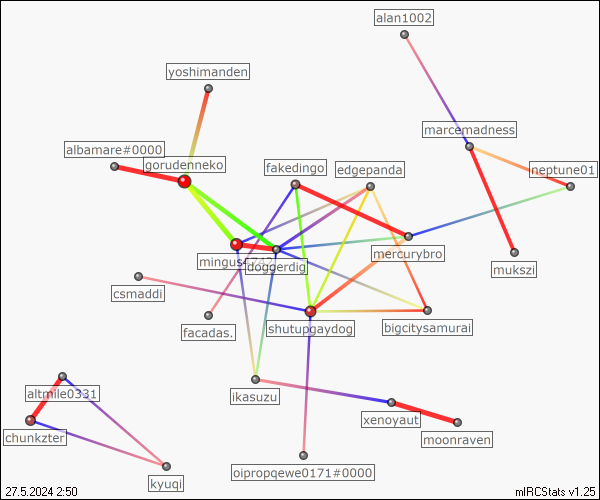 alan1002
yoshimanden
marcemadness
albamare#0000
gorudenneko
fakedingo
edgepanda
neptune01
mercurybro
doggerdig
mukszi
csmaddi
facadas.
shutupgaydog
bigcitysamurai
altmile0331
ikasuzu
xenoyaut
chunkzter
moonraven
oipropqewe0171#0000
kyuqi
27.5.2024 2:50
mIRCStats v1.25